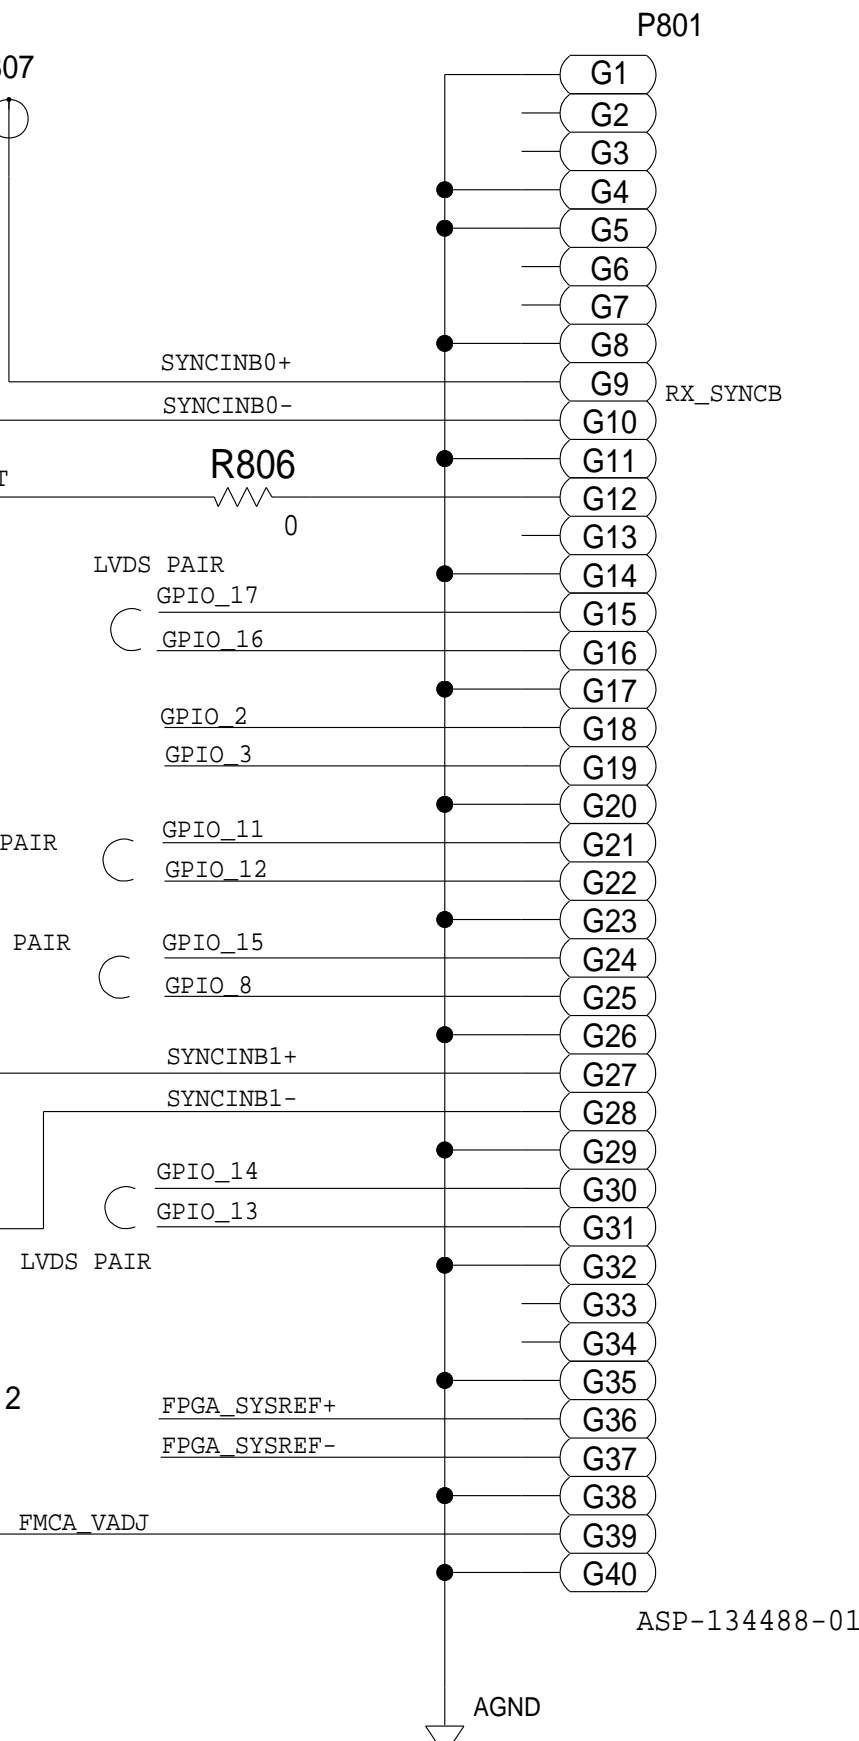 P801
G1
G2
G3
G4
G5
G6
G7
G8
SYNCINB0+
G9
RX_SYNCB
SYNCINB0-
G10
R806
G11
G12
0
G13
LVDS PAIR
G14
GPIO_17
G15
GPIO_16
G16
G17
GPIO_2
G18
GPIO_3
G19
G20
PAIR
GPIO_11
G21
GPIO_12
G22
G23
PAIR
GPIO_15
G24
GPIO_8
G25
G26
SYNCINB1+
G27
SYNCINB1-
G28
G29
GPIO_14
G30
GPIO_13
G31
LVDS PAIR
G32
G33
G34
G35
2
FPGA_SYSREF+
G36
FPGA_SYSREF-
G37
G38
FMCA_VADJ
G39
G40
ASP-134488-01
AGND